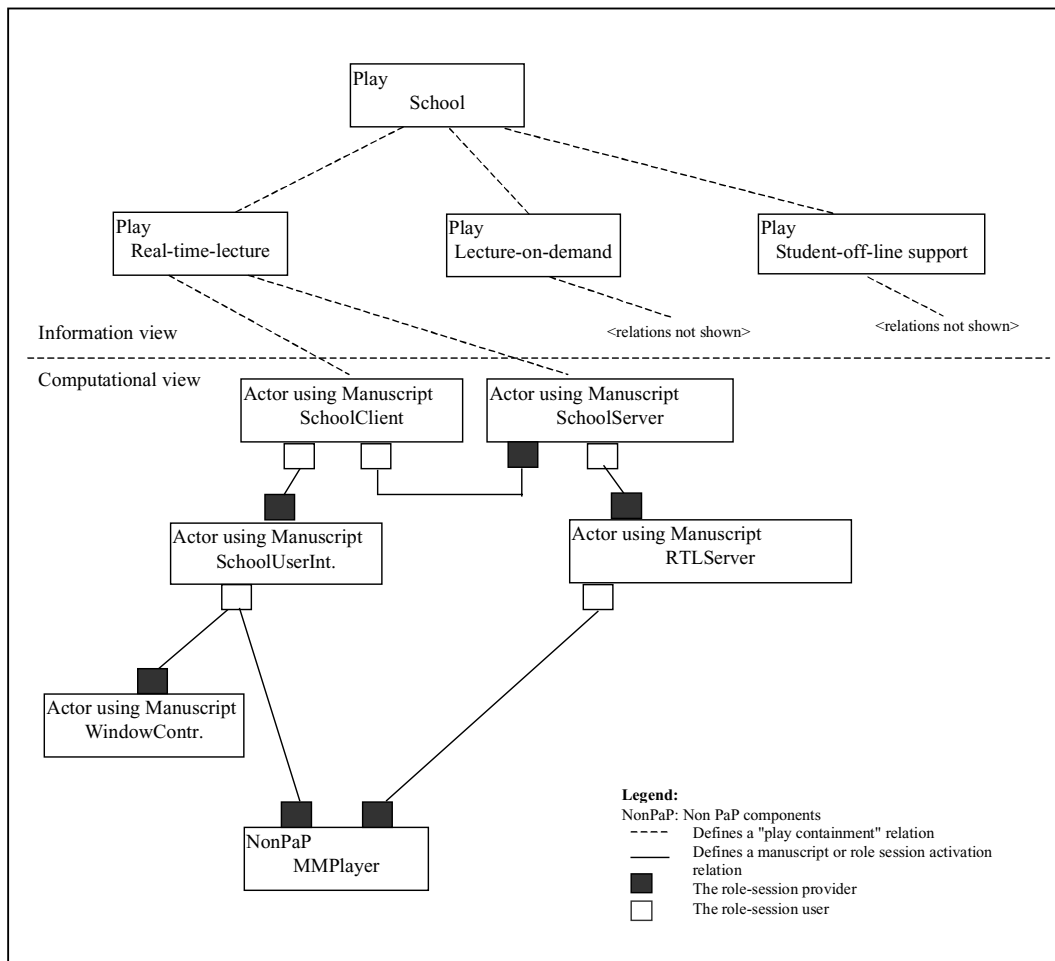 Play
School
Play
Real-time-lecture
Play
Lecture-on-demand
Play
Student-off-line support
Information view
<relations not shown>
<relations not shown>
Computational view
Actor using Manuscript
SchoolClient
Actor using Manuscript
SchoolServer
Actor using Manuscript
SchoolUserInt.
Actor using Manuscript
RTLServer
Actor using Manuscript
WindowContr.
NonPaP
MMPlayer
Legend:
NonPaP: Non PaP components
Defines a "play containment" relation
Defines a manuscript or role session activation
relation
The role-session provider
The role-session user